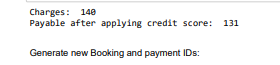 Charges: 140
Payable after applying credit score: 131
Generate new Booking and payment IDs: